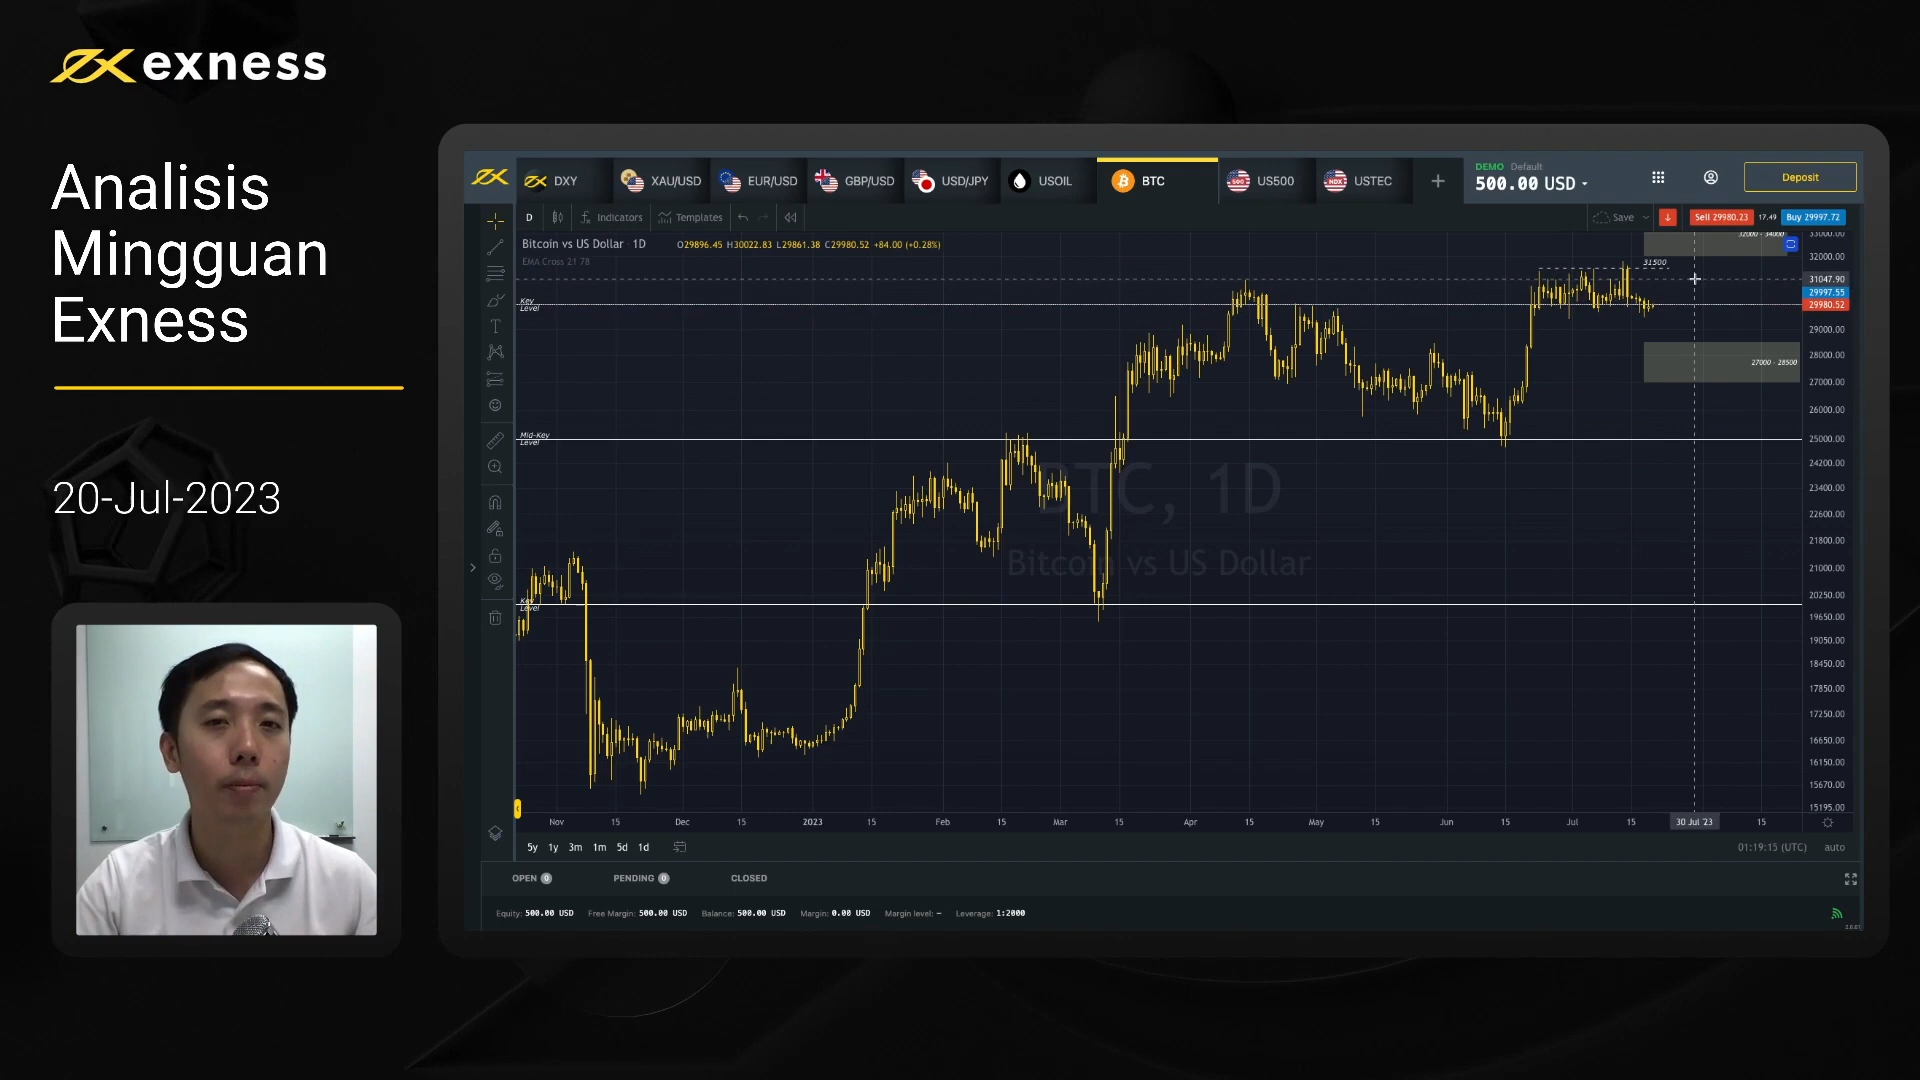 exness
Analisis
Mingguan
Exness
20-Jul-2023
DXY XAU/USD EUR/USD GBP/USD USD/JPY USOIL BTC US500 USTEC +
DEMO Default
500.00 USD
Deposit
D Indicators Templates Save Sell 29980.23 17.49 Buy 29997.72
Bitcoin vs US Dollar 1D O29896.45 H30022.83 L29861.38 C29980.52 +84.00 (+0.28%)
EMA Cross 21 78
32000 - 34000
33000.00
32000.00
31500
31047.90
29997.55
29980.52
Key
Level
29000.00
28000.00
27000 - 28500
27000.00
26000.00
Mid-Key
Level
25000.00
24200.00
23400.00
BTC, 1D
22600.00
21800.00
Bitcoin vs US Dollar
21000.00
20250.00
Key
Level
19650.00
19050.00
18450.00
17850.00
17250.00
16650.00
16150.00
15670.00
15195.00
Nov 15 Dec 15 2023 15 Feb 15 Mar 15 Apr 15 May 15 Jun 15 Jul 15 30 Jul '23 15
5y 1y 3m 1m 5d 1d
01:19:15 (UTC) auto
OPEN 0 PENDING 0 CLOSED
Equity: 500.00 USD Free Margin: 500.00 USD Balance: 500.00 USD Margin: 0.00 USD Margin level: – Leverage: 1:2000